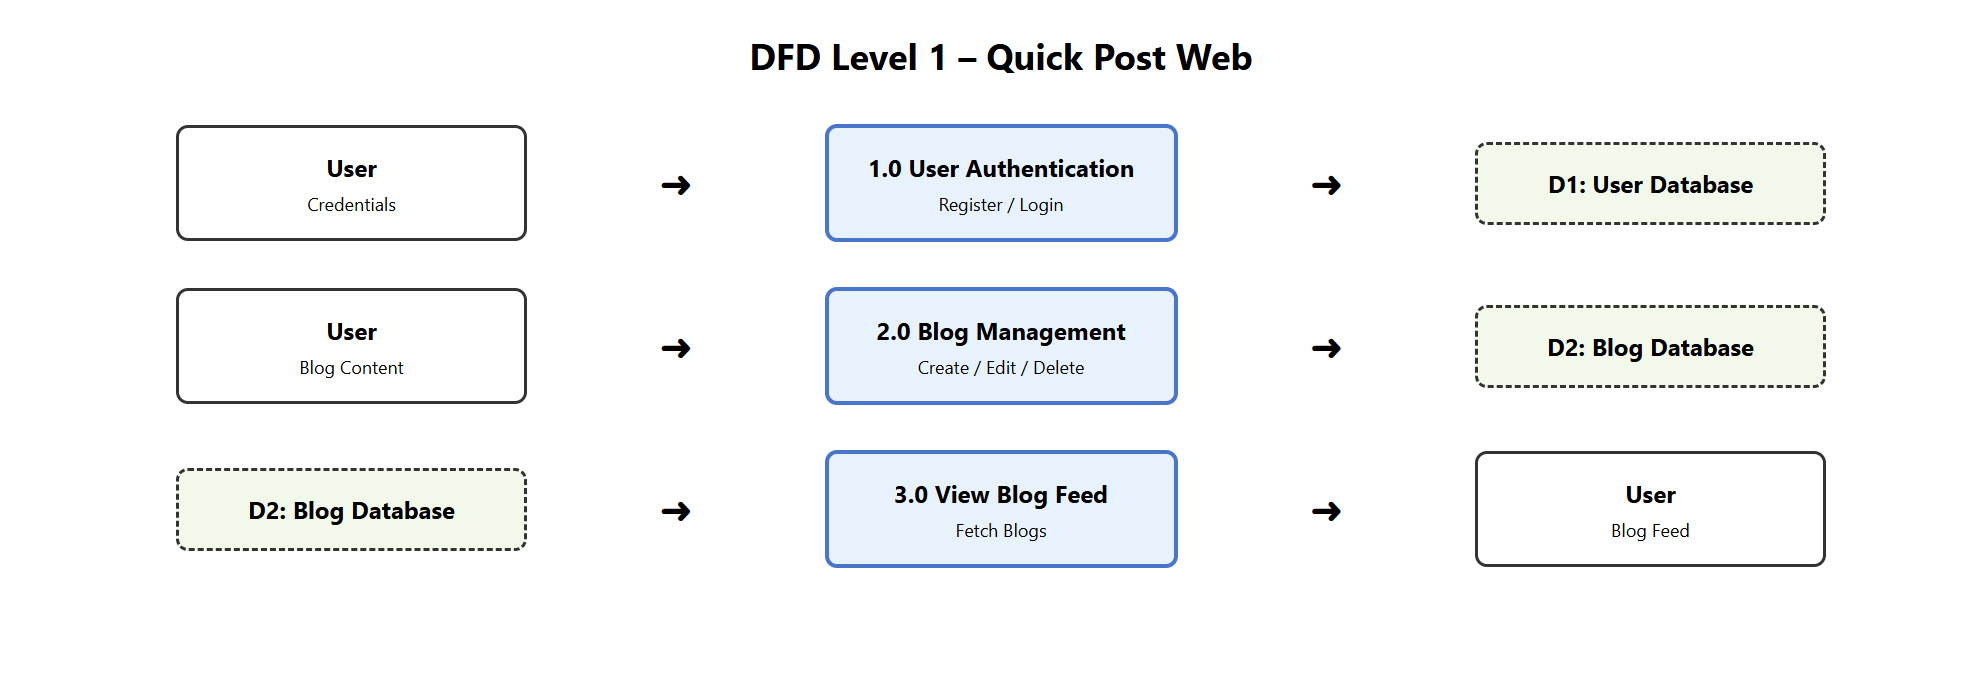 DFD Level 1 – Quick Post Web
User
Credentials
➜
1.0 User Authentication
Register / Login
➜
D1: User Database
User
Blog Content
➜
2.0 Blog Management
Create / Edit / Delete
➜
D2: Blog Database
D2: Blog Database
➜
3.0 View Blog Feed
Fetch Blogs
➜
User
Blog Feed